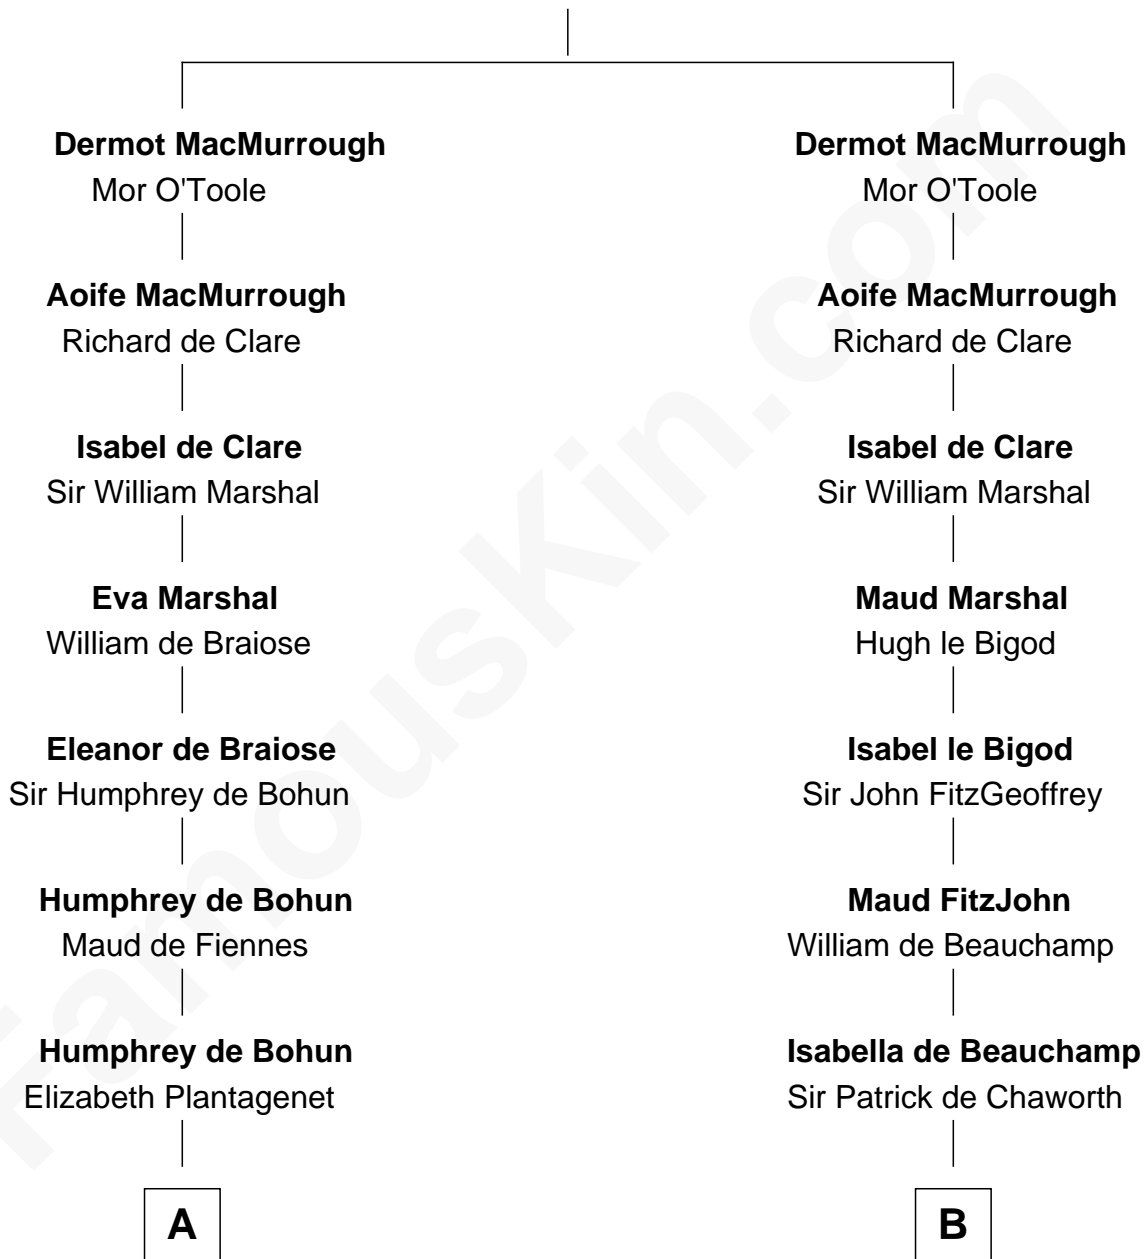 Dermot MacMurrough
Mor O'Toole
Aoife MacMurrough
Richard de Clare
Isabel de Clare
Sir William Marshal
Eva Marshal
William de Braiose
Eleanor de Braiose
Sir Humphrey de Bohun
Humphrey de Bohun
Maud de Fiennes
Humphrey de Bohun
Elizabeth Plantagenet
A
Dermot MacMurrough
Mor O'Toole
Aoife MacMurrough
Richard de Clare
Isabel de Clare
Sir William Marshal
Maud Marshal
Hugh le Bigod
Isabel le Bigod
Sir John FitzGeoffrey
Maud FitzJohn
William de Beauchamp
Isabella de Beauchamp
Sir Patrick de Chaworth
B
FamousKin.com